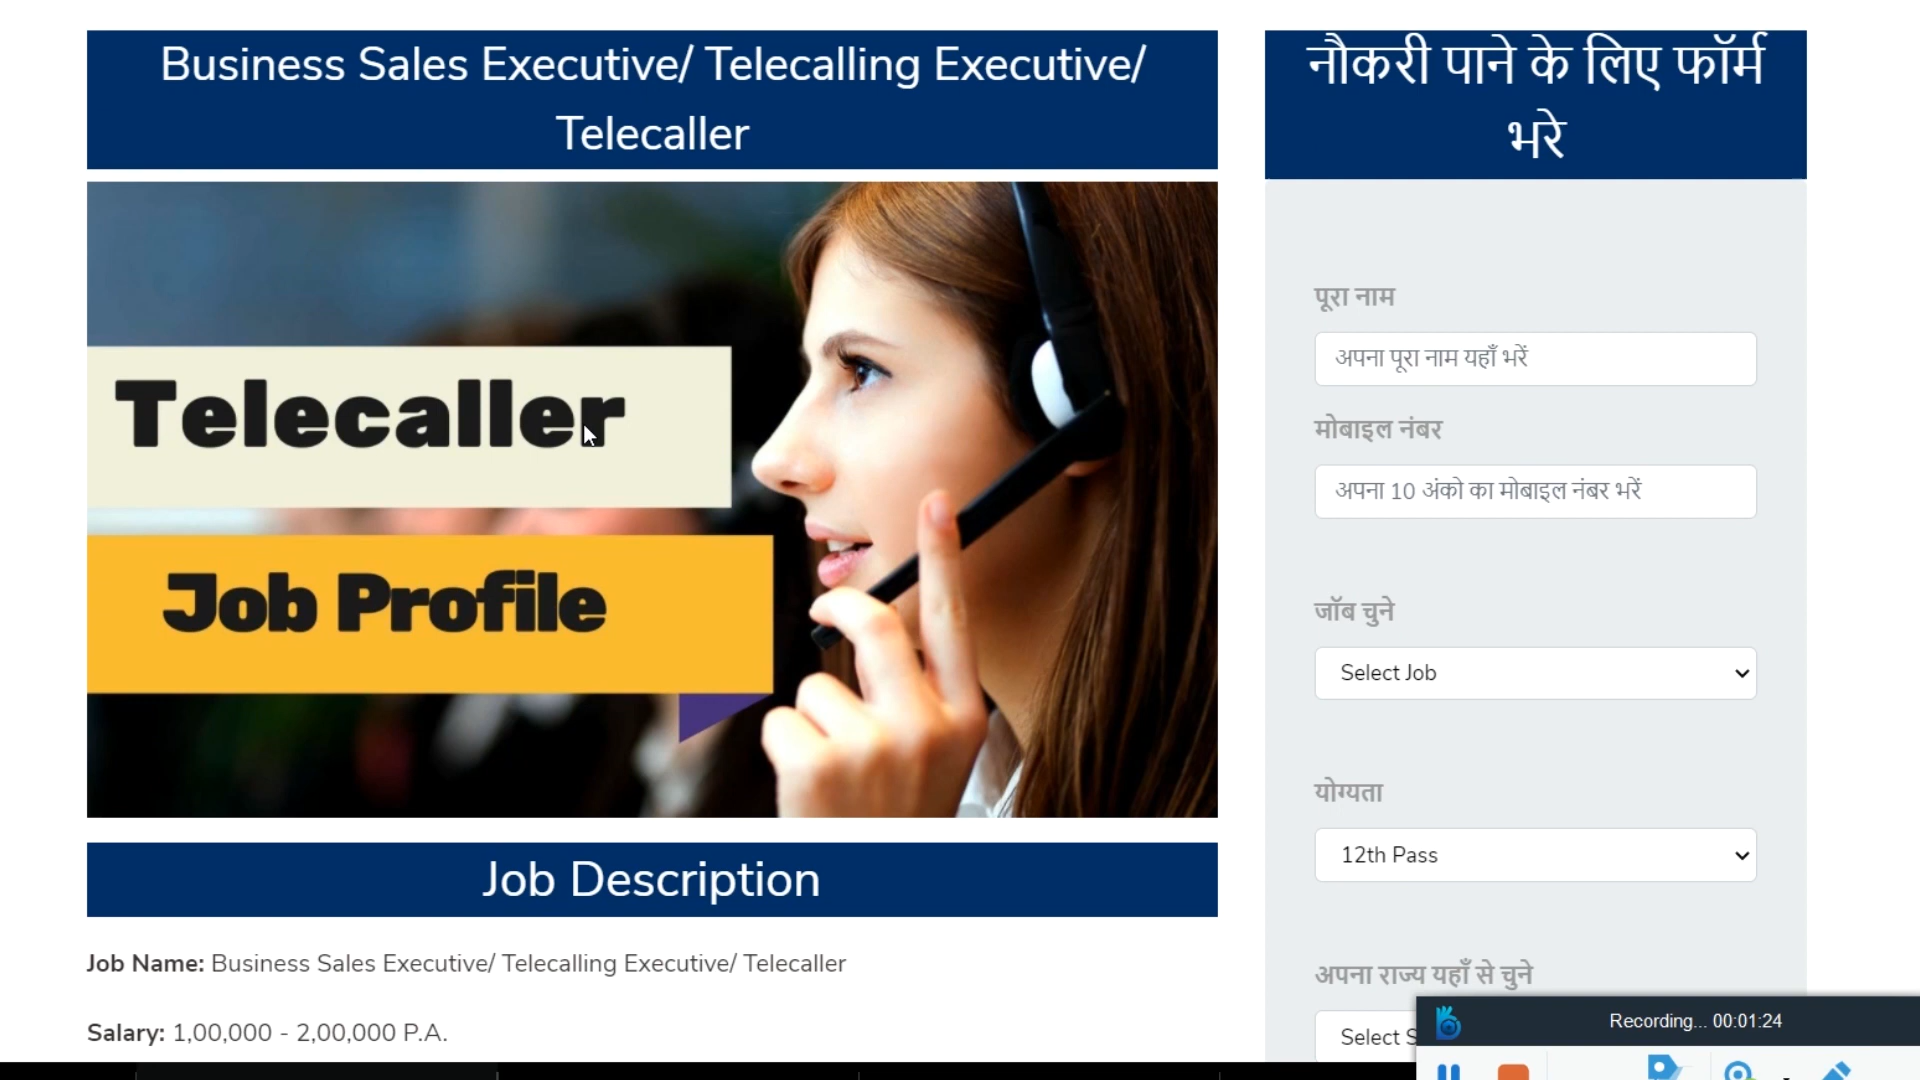 Business Sales Executive/ Telecalling Executive/
Telecaller
Telecaller
Job Profile
Job Description
Job Name: Business Sales Executive/ Telecalling Executive/ Telecaller
Salary: 1,00,000 - 2,00,000 P.A.
नौकरी पाने के लिए फॉर्म
भरे
पूरा नाम
अपना पूरा नाम यहाँ भरें
मोबाइल नंबर
अपना 10 अंको का मोबाइल नंबर भरें
जॉब चुने
Select Job
योग्यता
12th Pass
अपना राज्य यहाँ से चुने
Select S
Recording... 00:01:24